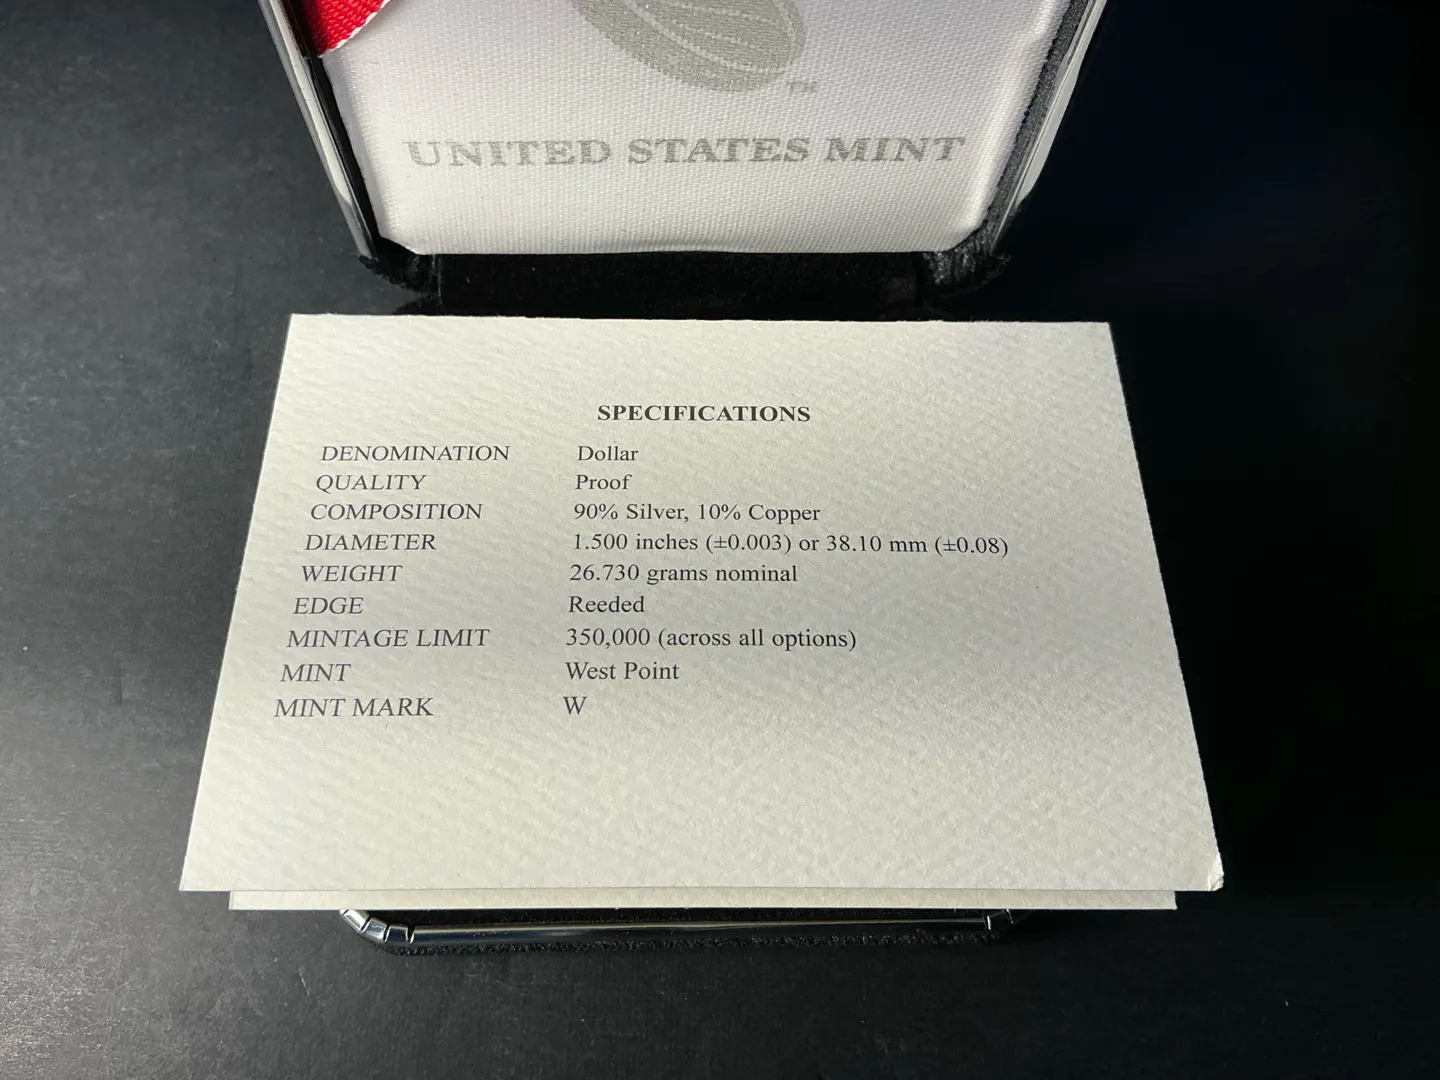 TM
UNITED STATES MINT
SPECIFICATIONS
DENOMINATION Dollar
QUALITY Proof
COMPOSITION 90% Silver, 10% Copper
DIAMETER 1.500 inches (±0.003) or 38.10 mm (±0.08)
WEIGHT 26.730 grams nominal
EDGE Reeded
MINTAGE LIMIT 350,000 (across all options)
MINT West Point
MINT MARK W